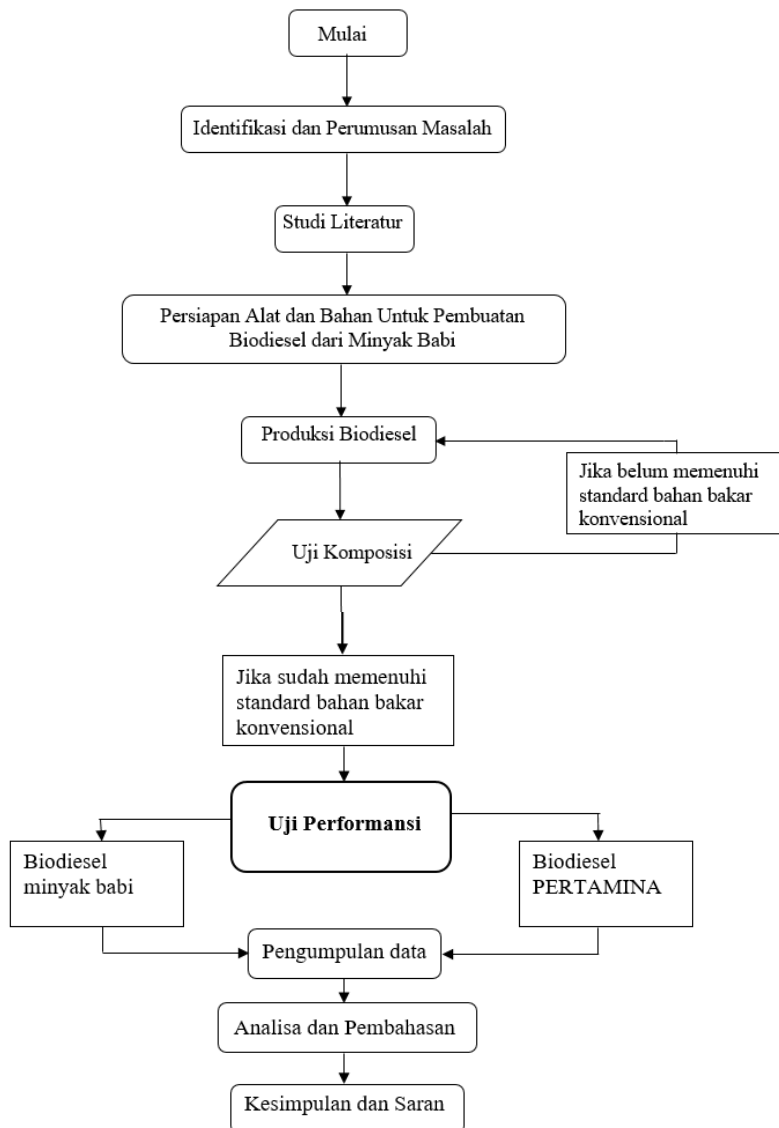 Mulai
Identifikasi dan Perumusan Masalah
Studi Literatur
Persiapan Alat dan Bahan Untuk Pembuatan
Biodiesel dari Minyak Babi
Produksi Biodiesel
Jika belum memenuhi
standard bahan bakar
konvensional
Uji Komposisi
Jika sudah memenuhi
standard bahan bakar
konvensional
Uji Performansi
Biodiesel
minyak babi
Biodiesel
PERTAMINA
Pengumpulan data
Analisa dan Pembahasan
Kesimpulan dan Saran